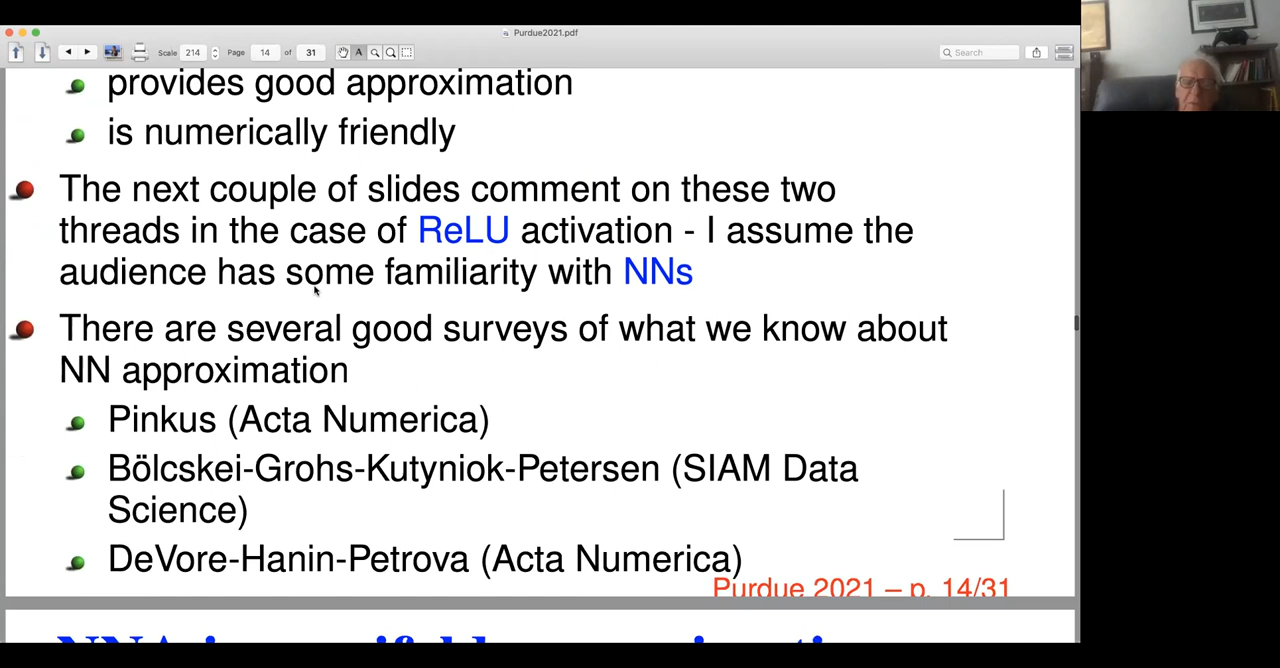 Purdue2021.pdf
Scale 214 Page 14 of 31 A Search
provides good approximation
is numerically friendly
The next couple of slides comment on these two
threads in the case of ReLU activation - I assume the
audience has some familiarity with NNs
There are several good surveys of what we know about
NN approximation
Pinkus (Acta Numerica)
Bölcskei-Grohs-Kutyniok-Petersen (SIAM Data
Science)
DeVore-Hanin-Petrova (Acta Numerica)
Purdue 2021 – p. 14/31